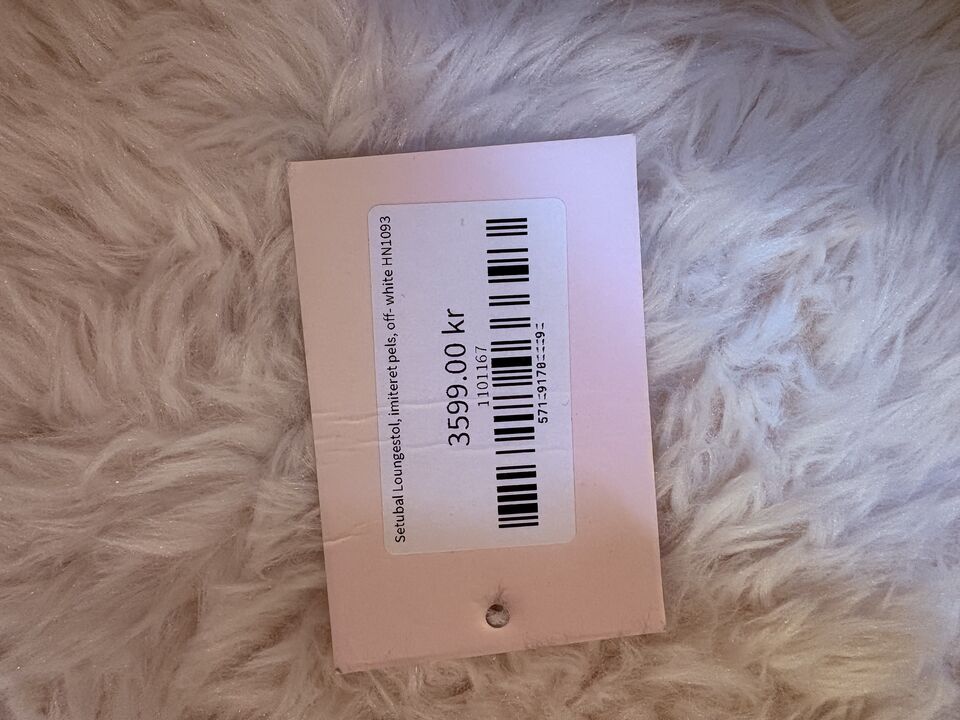 Setubal Loungestol, imiteret pels, off- white HN1093
3599.00 kr
1101167